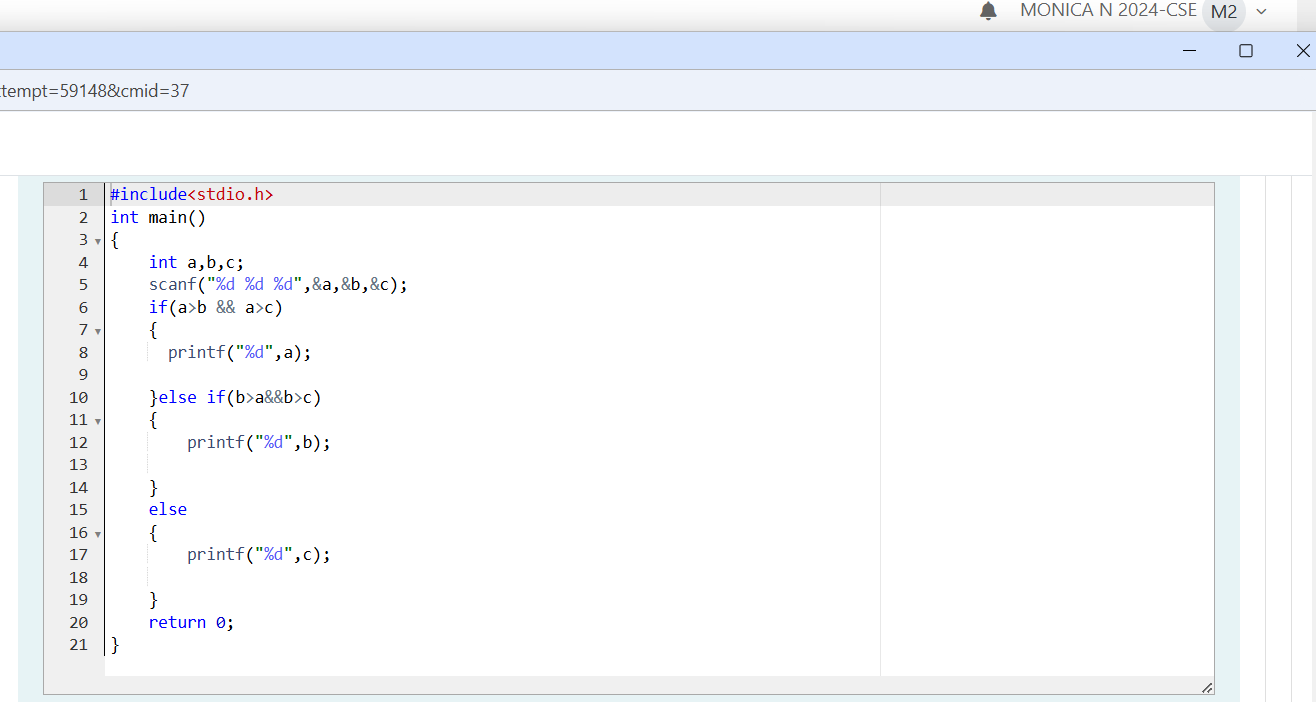 MONICA N 2024-CSE M2
ttempt=59148&cmid=37
1 #include<stdio.h>
2 int main()
3 {
4     int a,b,c;
5     scanf("%d %d %d",&a,&b,&c);
6     if(a>b && a>c)
7     {
8       printf("%d",a);
9
10     }else if(b>a&&b>c)
11     {
12         printf("%d",b);
13
14     }
15     else
16     {
17         printf("%d",c);
18
19     }
20     return 0;
21 }